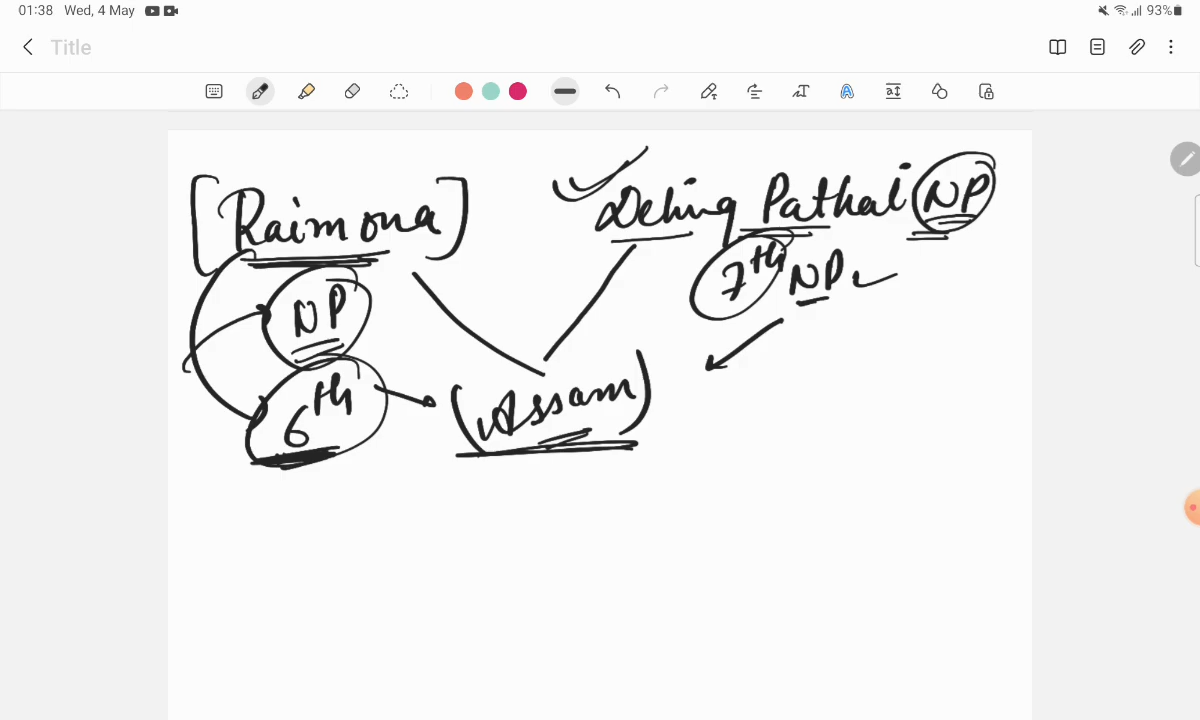 01:38 Wed, 4 May 93%
Title
[Raimona]
Dehing Pathai NP
7th NP
NP
6th
(Assam)